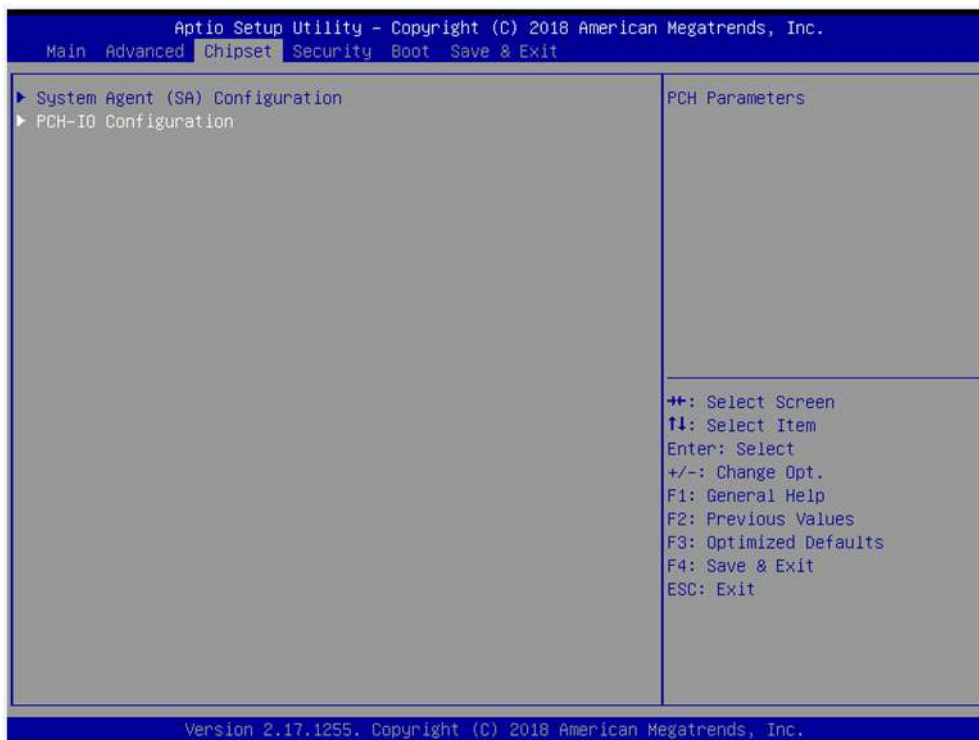 Aptio Setup Utility – Copyright (C) 2018 American Megatrends, Inc.
Main Advanced Chipset Security Boot Save & Exit
System Agent (SA) Configuration
PCH-IO Configuration
PCH Parameters
→←: Select Screen
↑↓: Select Item
Enter: Select
+/-: Change Opt.
F1: General Help
F2: Previous Values
F3: Optimized Defaults
F4: Save & Exit
ESC: Exit
Version 2.17.1255. Copyright (C) 2018 American Megatrends, Inc.